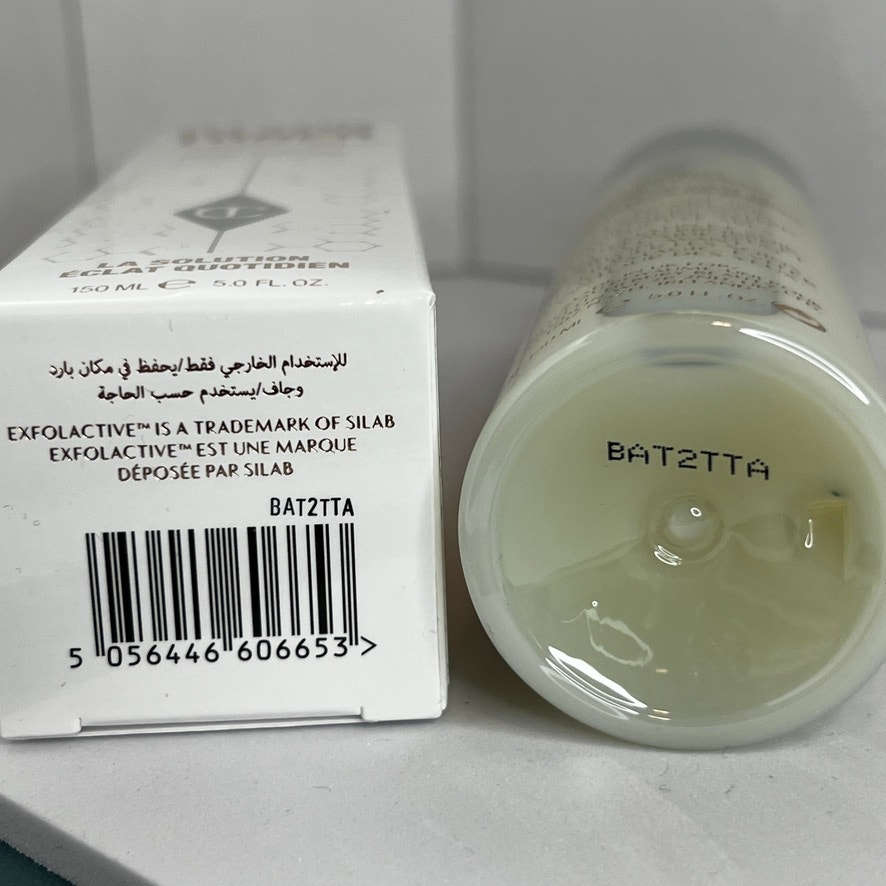 LA SOLUTION
ÉCLAT QUOTIDIEN
150 ML e 5.0 FL. OZ.
للإستخدام الخارجي فقط/يحفظ في مكان بارد
وجاف/يستخدم حسب الحاجة
EXFOLACTIVE™ IS A TRADEMARK OF SILAB
EXFOLACTIVE™ EST UNE MARQUE
DÉPOSÉE PAR SILAB
BAT2TTA
5 056446 606653 >
BAT2TTA